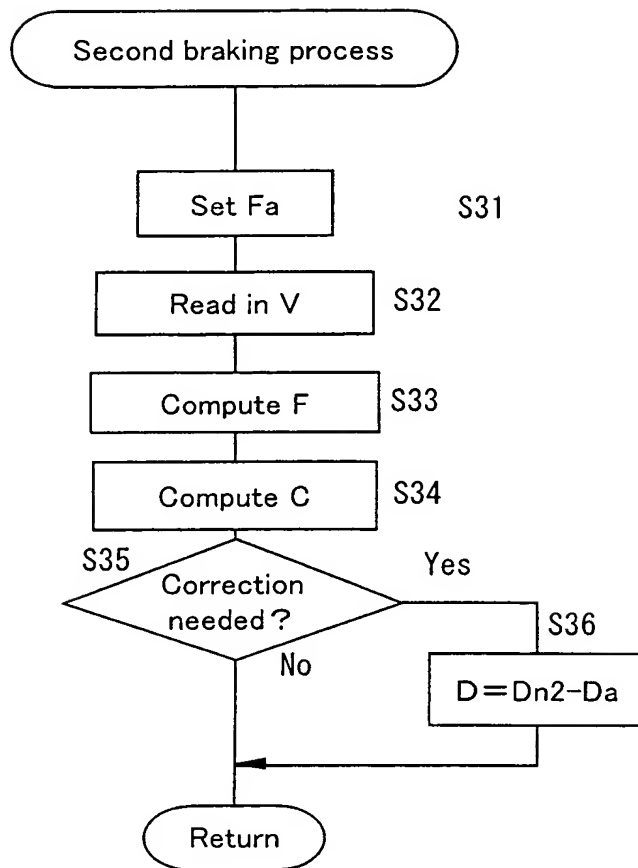 Second braking process
Set Fa
S31
Read in V
S32
Compute F
S33
Compute C
S34
S35
Correction
needed?
Yes
No
S36
D=Dn2-Da
Return